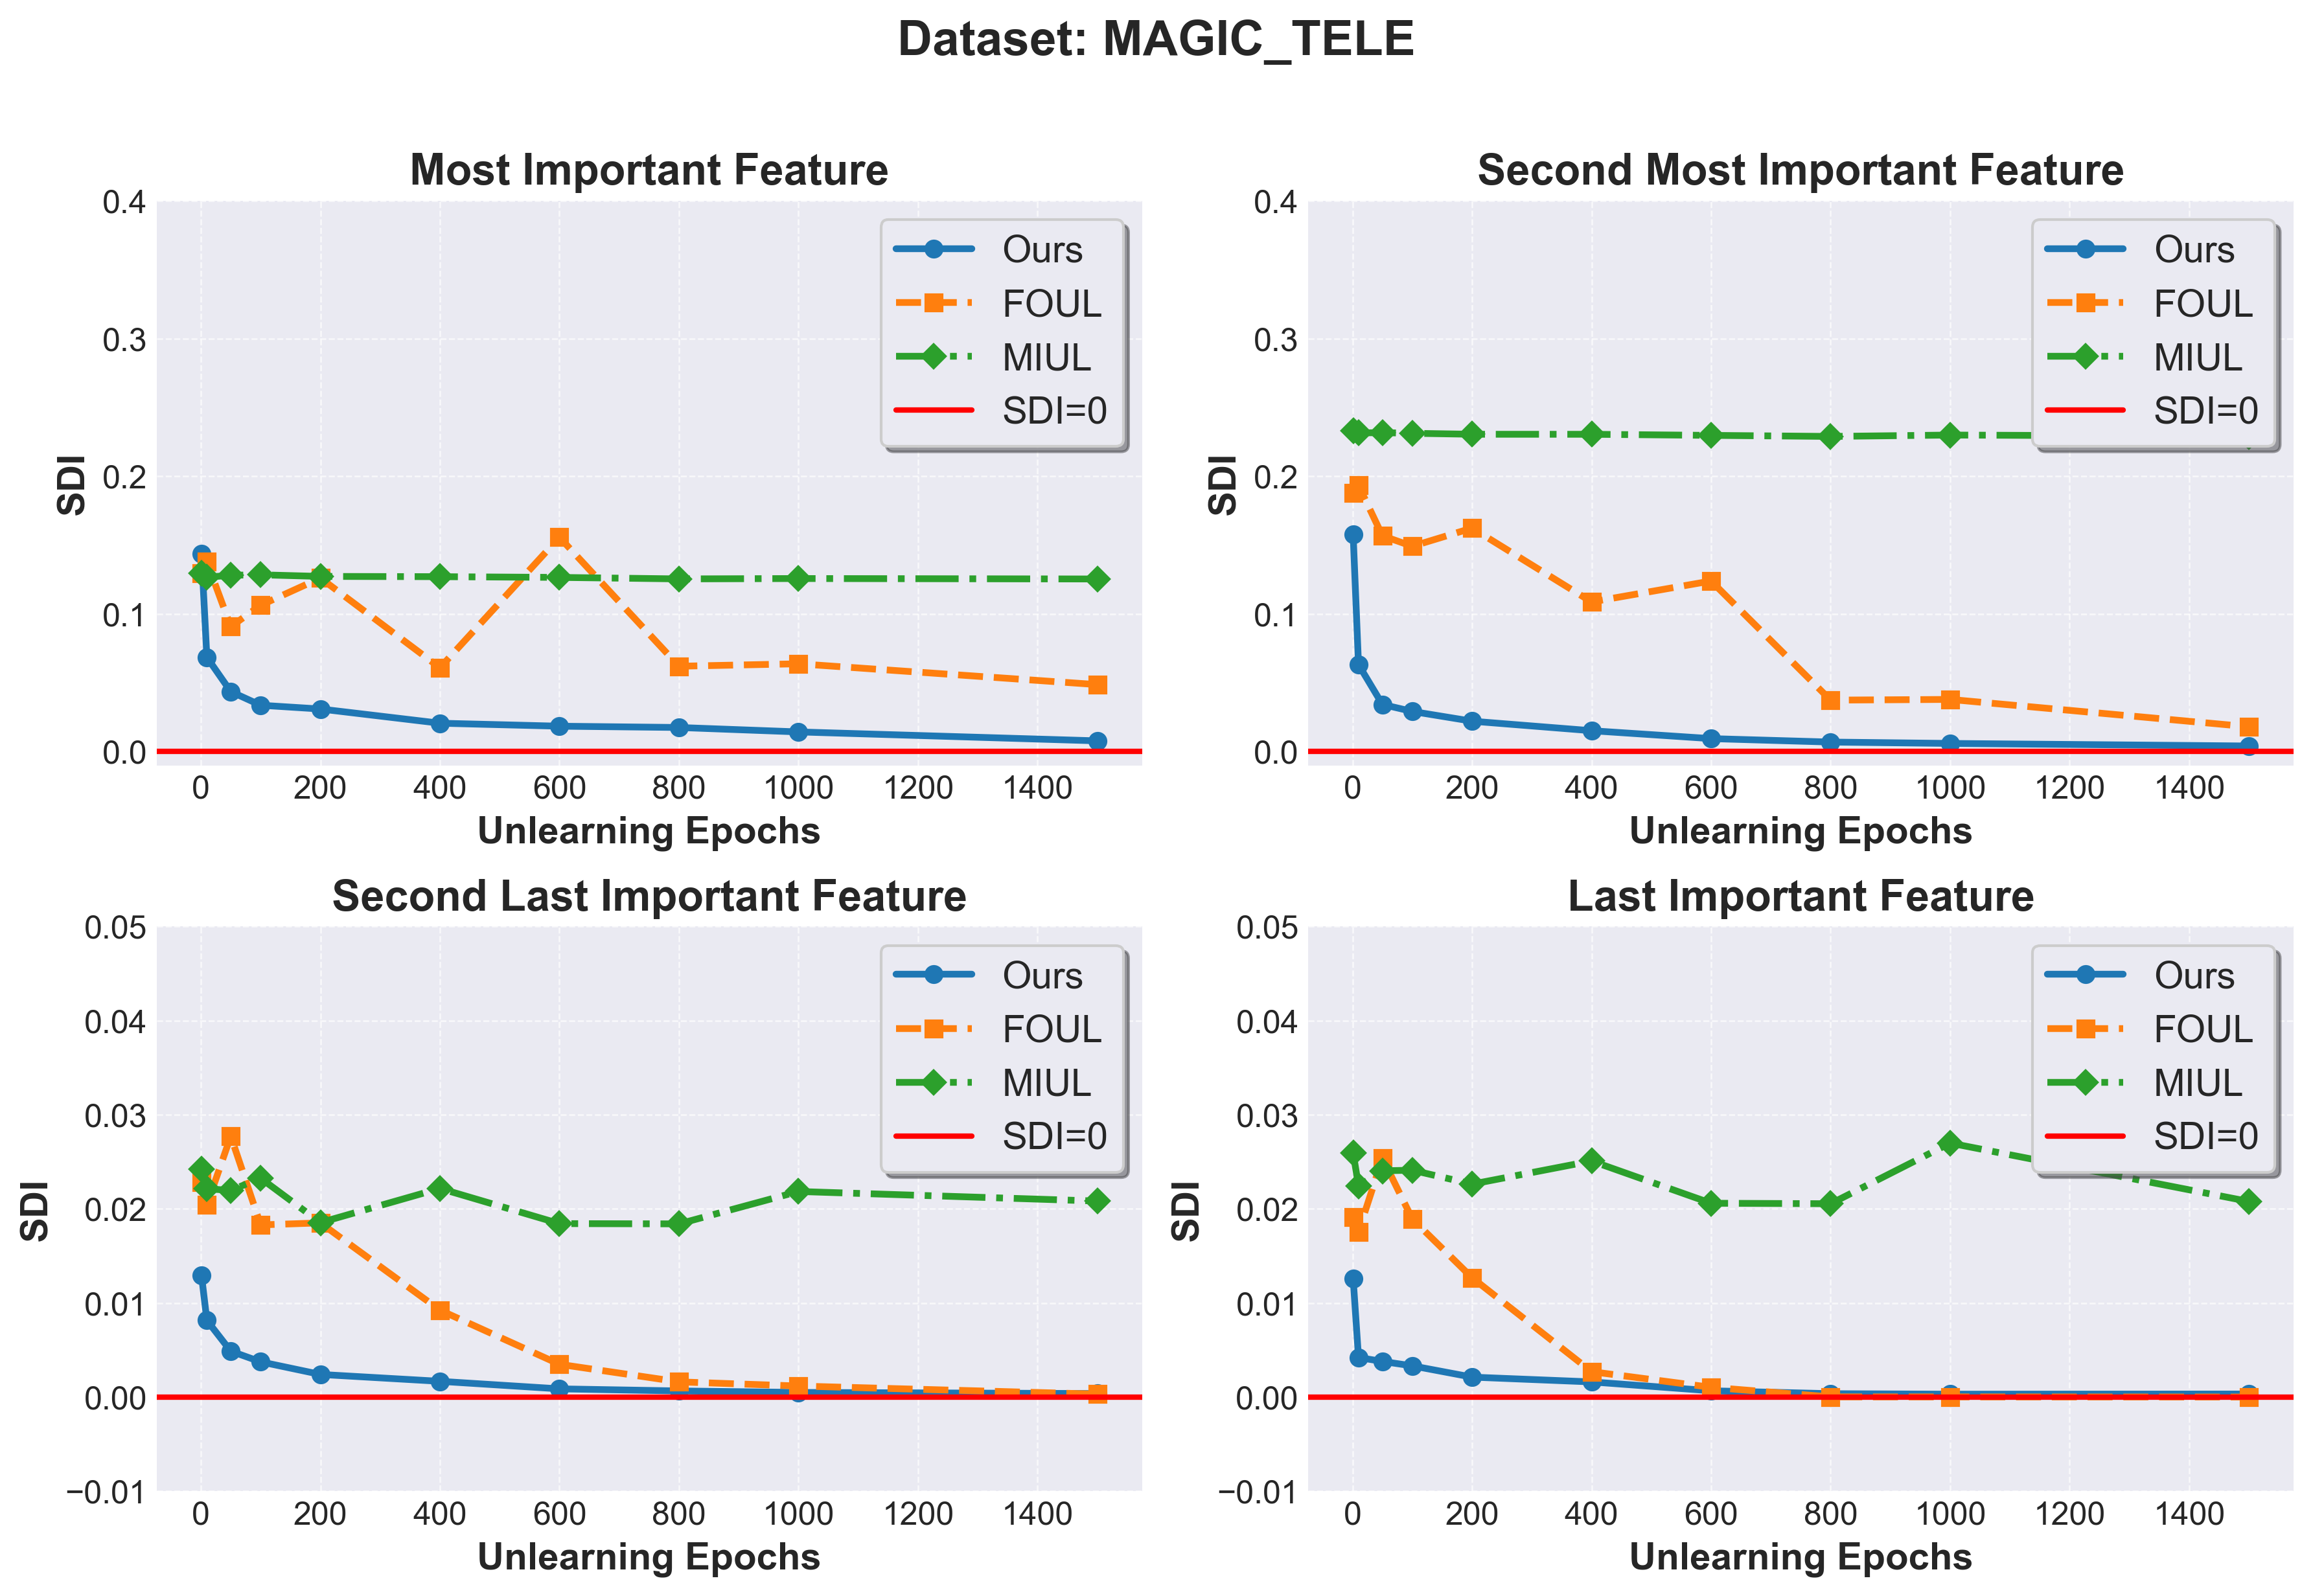 Dataset: MAGIC_TELE
Most Important Feature
0.4
0.3
0.2
0.1
0.0
SDI
0
200
400
600
800
1000
1200
1400
Unlearning Epochs
Ours
FOUL
MIUL
SDI=0
Second Most Important Feature
0.4
0.3
0.2
0.1
0.0
SDI
0
200
400
600
800
1000
1200
1400
Unlearning Epochs
Ours
FOUL
MIUL
SDI=0
Second Last Important Feature
0.05
0.04
0.03
0.02
0.01
0.00
−0.01
SDI
0
200
400
600
800
1000
1200
1400
Unlearning Epochs
Ours
FOUL
MIUL
SDI=0
Last Important Feature
0.05
0.04
0.03
0.02
0.01
0.00
−0.01
SDI
0
200
400
600
800
1000
1200
1400
Unlearning Epochs
Ours
FOUL
MIUL
SDI=0